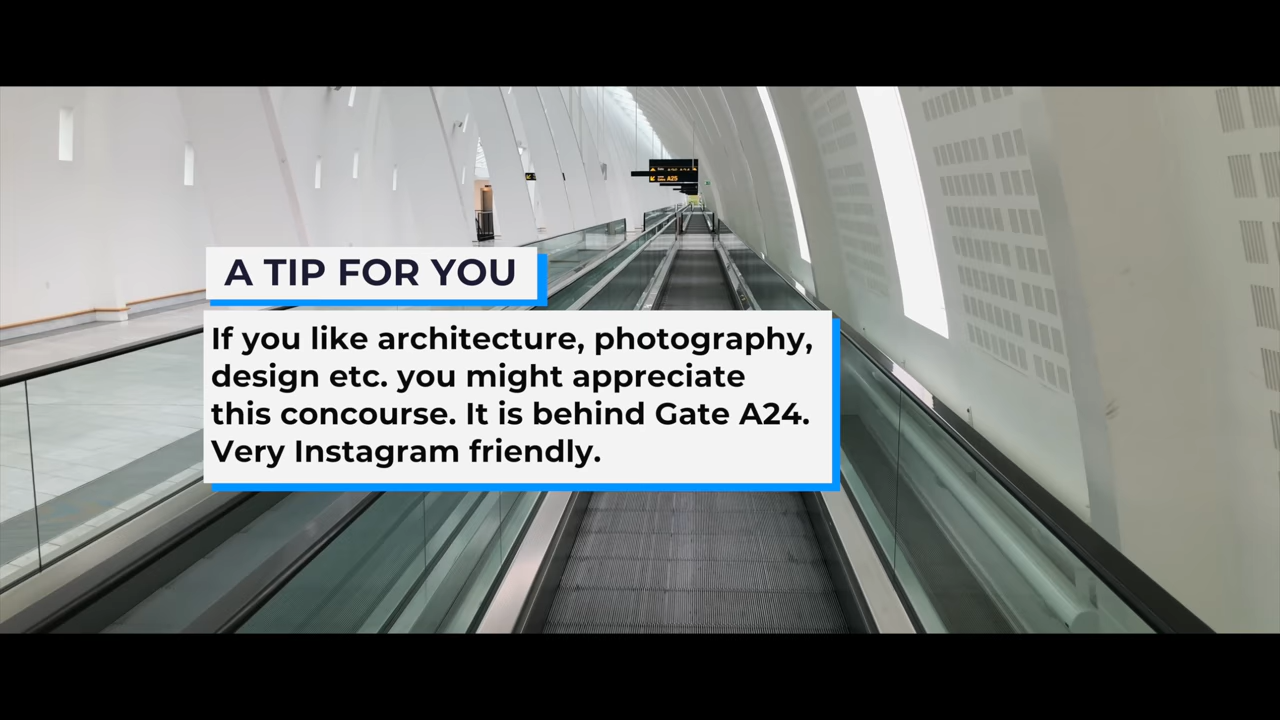 A25
A TIP FOR YOU
If you like architecture, photography,
design etc. you might appreciate
this concourse. It is behind Gate A24.
Very Instagram friendly.